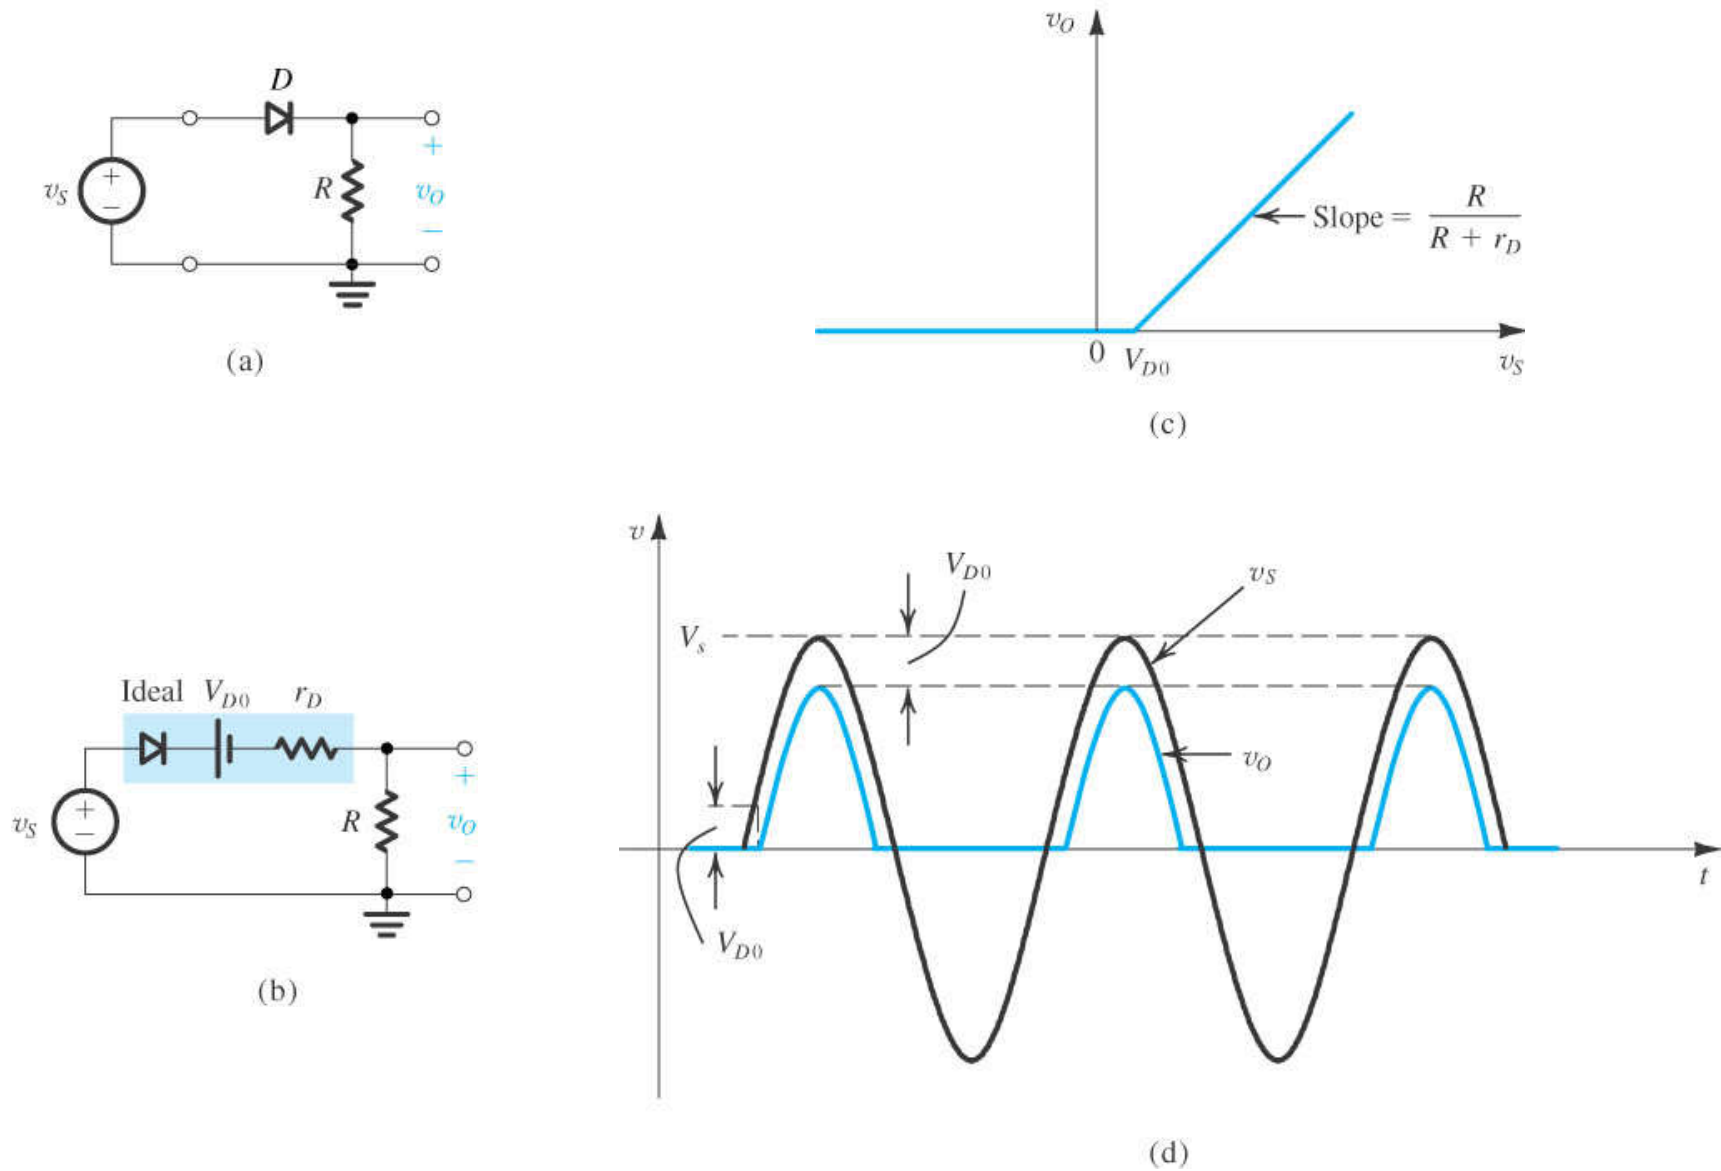 D
+
v_S
+
−
R
v_O
−
(a)
v_O
Slope = R / (R + r_D)
0 V_D0
v_S
(c)
Ideal V_D0 r_D
+
v_S
+
−
R
v_O
−
(b)
v
V_D0
v_S
V_s
v_O
t
V_D0
(d)